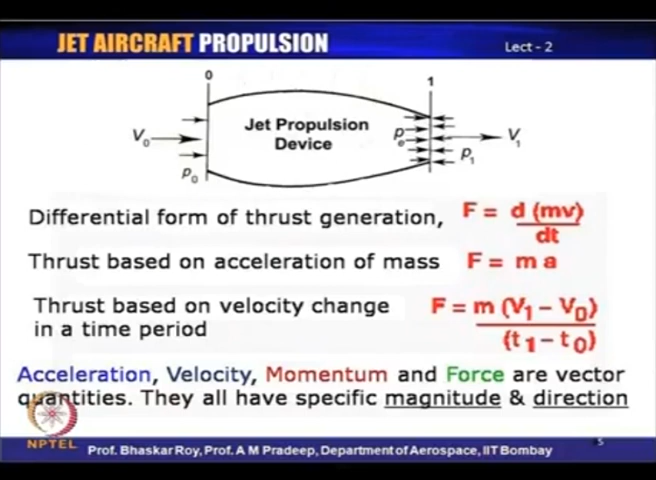 JET AIRCRAFT PROPULSION
Lect - 2
0
1
Jet Propulsion
Device
V₀
p₀
pₑ
V₁
p₁
Differential form of thrust generation, F = d (mv)
dt
Thrust based on acceleration of mass F = m a
Thrust based on velocity change
in a time period
F = m (V₁ – V₀)
(t₁ – t₀)
Acceleration, Velocity, Momentum and Force are vector
quantities. They all have specific magnitude & direction
NPTEL
Prof. Bhaskar Roy, Prof. A M Pradeep, Department of Aerospace, IIT Bombay
5